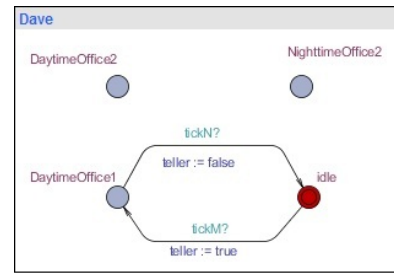 Dave
DaytimeOffice2
NighttimeOffice2
tickN?
teller := false
DaytimeOffice1
idle
tickM?
teller := true